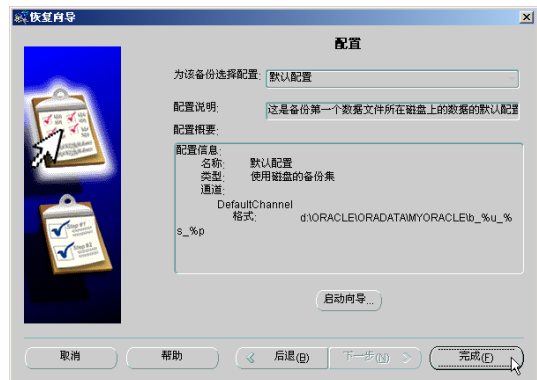 恢复向导
配置
为该备份选择配置: 默认配置
配置说明: 这是备份第一个数据文件所在磁盘上的数据的默认配置
配置概要:
配置信息:
名称: 默认配置
类型: 使用磁盘的备份集
通道:
DefaultChannel
格式: d:\ORACLE\ORADATA\MYORACLE\b_%u_%
s_%p
启动向导...
Step #1
Step #2
取消 帮助 后退(B) 下一步(N) 完成(F)